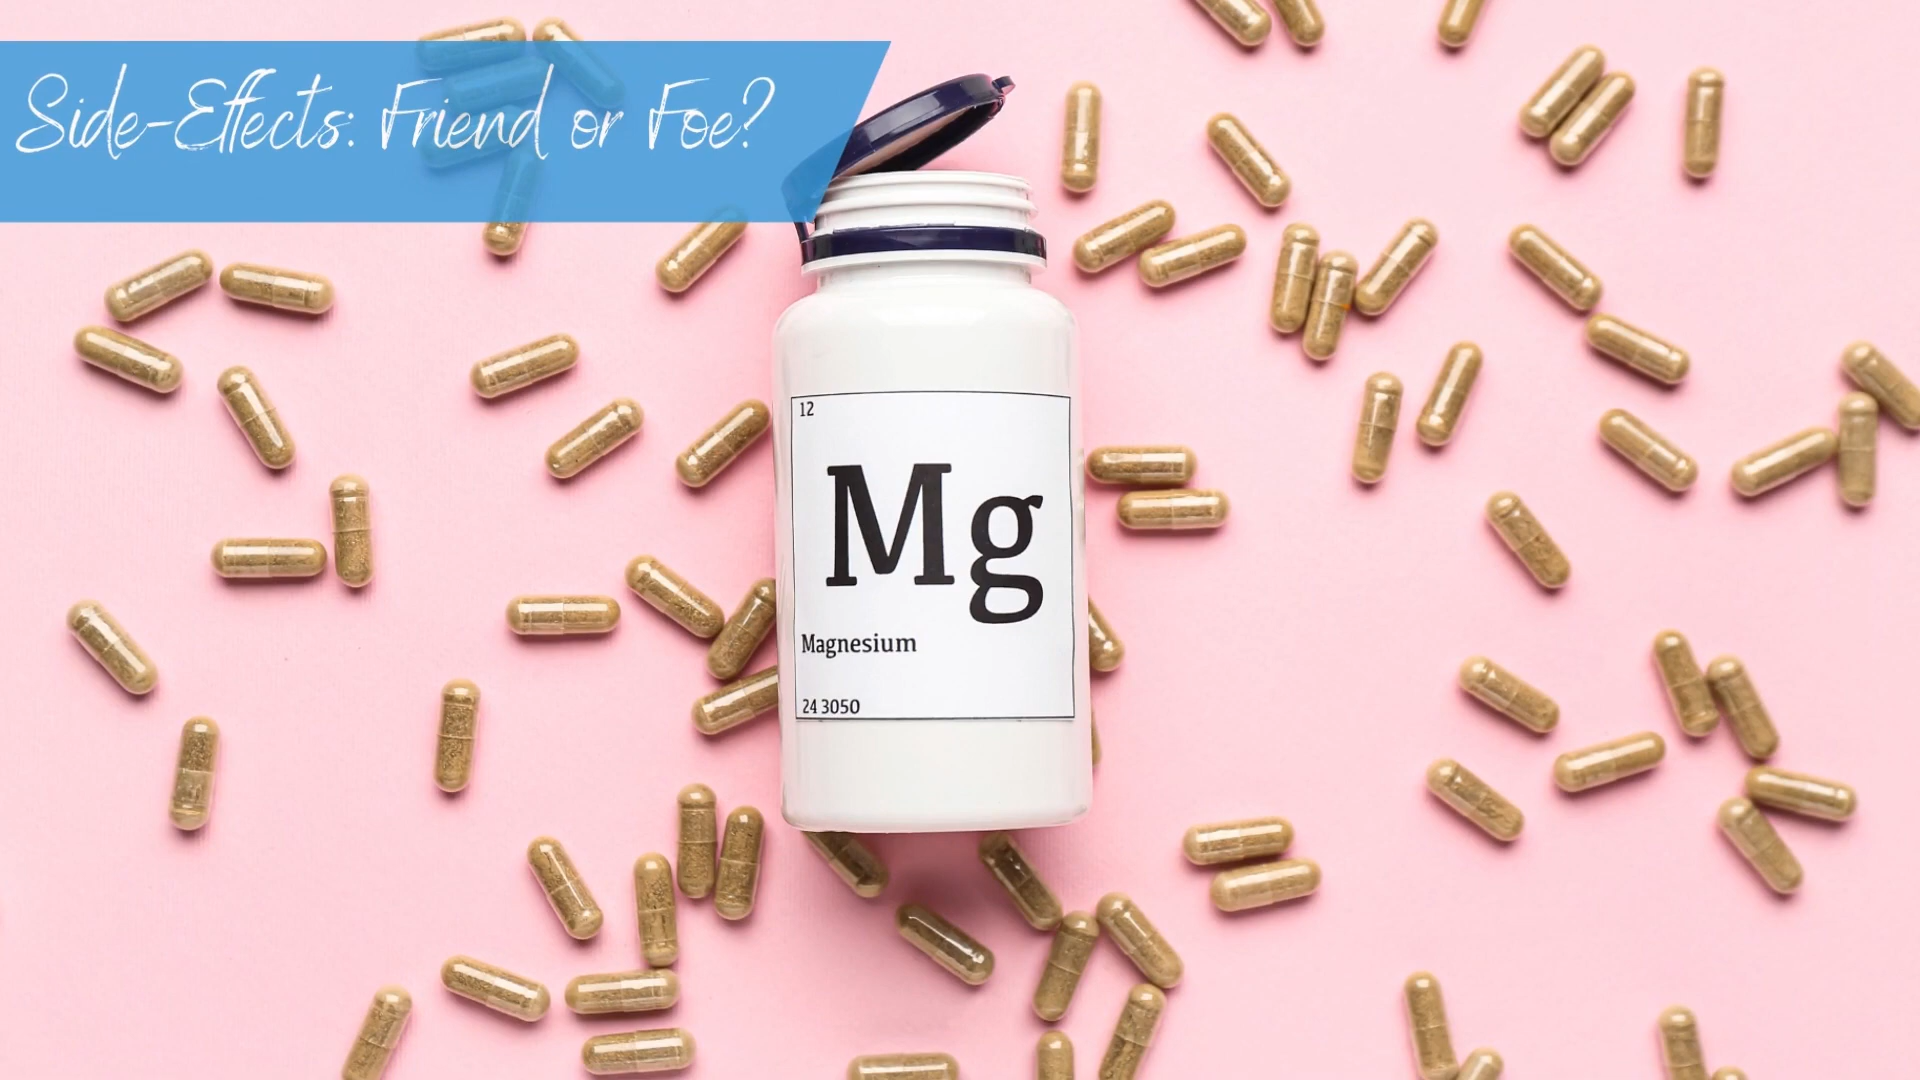 Side-Effects: Friend or Foe?
12
Mg
Magnesium
24 3050